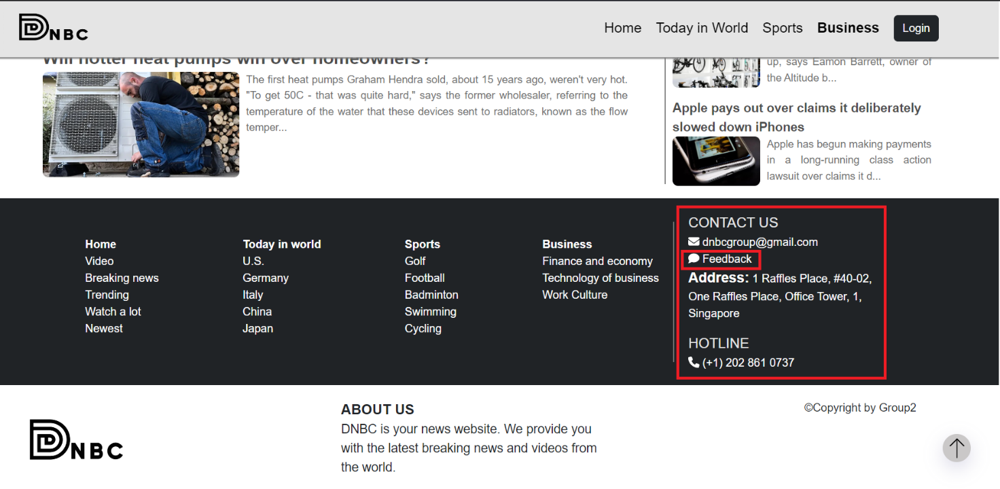 DNBC
Home Today in World Sports Business Login
Will hotter heat pumps win over homeowners?
The first heat pumps Graham Hendra sold, about 15 years ago, weren't very hot.
"To get 50C - that was quite hard," says the former wholesaler, referring to the
temperature of the water that these devices sent to radiators, known as the flow
temper...
up, says Eamon Barrett, owner of
the Altitude b...
Apple pays out over claims it deliberately
slowed down iPhones
Apple has begun making payments
in a long-running class action
lawsuit over claims it d...
Home
Video
Breaking news
Trending
Watch a lot
Newest
Today in world
U.S.
Germany
Italy
China
Japan
Sports
Golf
Football
Badminton
Swimming
Cycling
Business
Finance and economy
Technology of business
Work Culture
CONTACT US
dnbcgroup@gmail.com
Feedback
Address: 1 Raffles Place, #40-02,
One Raffles Place, Office Tower, 1,
Singapore
HOTLINE
(+1) 202 861 0737
DNBC
ABOUT US
DNBC is your news website. We provide you
with the latest breaking news and videos from
the world.
©Copyright by Group2